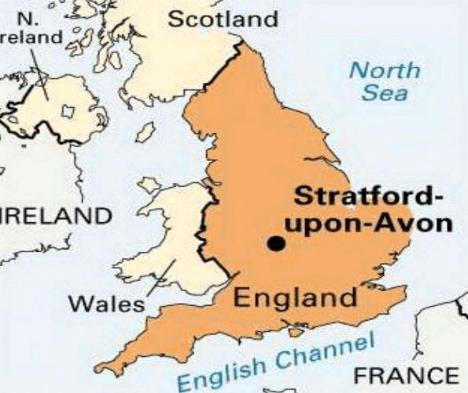 Scotland
N.
reland
North
Sea
IRELAND
Stratford-
upon-Avon
Wales
England
English Channel
FRANCE